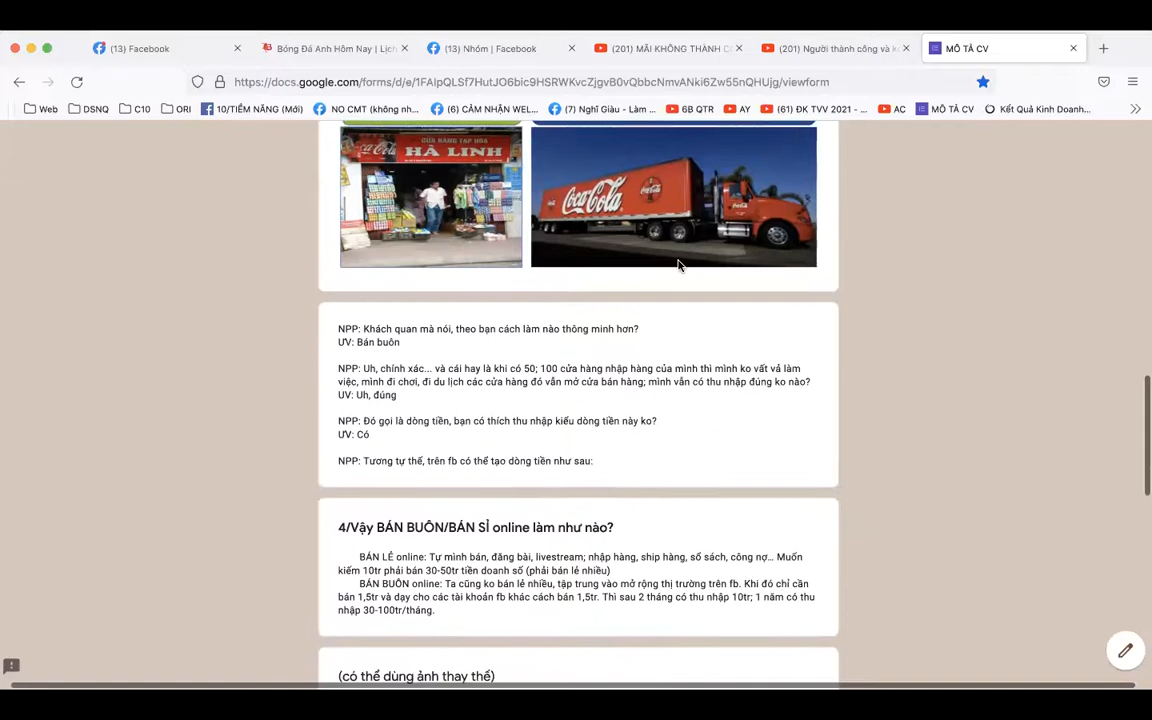 (13) Facebook
Bóng Đá Anh Hôm Nay | Lịch
(13) Nhóm | Facebook
(201) MÃI KHÔNG THÀNH C
(201) Người thành công và k
MÔ TẢ CV
https://docs.google.com/forms/d/e/1FAIpQLSf7HutJO6bic9HSRWKvcZjgvB0vQbbcNmvANki6Zw55nQHUjg/viewform
Web
DSNQ
C10
ORI
10/TIỀM NĂNG (Mới)
NO CMT (không nh...
(6) CẢM NHẬN WEL...
(7) Nghĩ Giàu - Làm ...
6B QTR
AY
(61) ĐK TVV 2021 - ...
AC
MÔ TẢ CV
Kết Quả Kinh Doanh...
CỬA HÀNG TẠP HÓA
HÀ LINH
Coca-Cola
NPP: Khách quan mà nói, theo bạn cách làm nào thông minh hơn?
ƯV: Bán buôn
NPP: Uh, chính xác... và cái hay là khi có 50; 100 cửa hàng nhập hàng của mình thì mình ko vất vả làm
việc, mình đi chơi, đi du lịch các cửa hàng đó vẫn mở cửa bán hàng; mình vẫn có thu nhập đúng ko nào?
UV: Uh, đúng
NPP: Đó gọi là dòng tiền, bạn có thích thu nhập kiểu dòng tiền này ko?
ƯV: Có
NPP: Tương tự thế, trên fb có thể tạo dòng tiền như sau:
4/Vậy BÁN BUÔN/BÁN SỈ online làm như nào?
BÁN LẺ online: Tự mình bán, đăng bài, livestream; nhập hàng, ship hàng, sổ sách, công nợ... Muốn
kiếm 10tr phải bán 30-50tr tiền doanh số (phải bán lẻ nhiều)
BÁN BUÔN online: Ta cũng ko bán lẻ nhiều, tập trung vào mở rộng thị trường trên fb. Khi đó chỉ cần
bán 1,5tr và dạy cho các tài khoản fb khác cách bán 1,5tr. Thì sau 2 tháng có thu nhập 10tr; 1 năm có thu
nhập 30-100tr/tháng.
(có thể dùng ảnh thay thế)